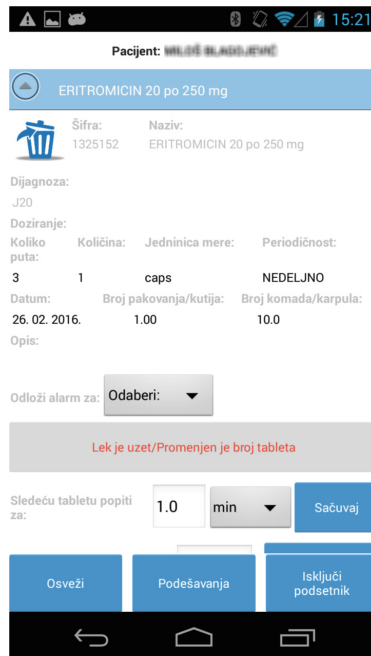 15:21
Pacijent:
ERITROMICIN 20 po 250 mg
Šifra: Naziv:
1325152 ERITROMICIN 20 po 250 mg
Dijagnoza:
J20
Doziranje:
Koliko puta: Količina: Jedninica mere: Periodičnost:
3 1 caps NEDELJNO
Datum: Broj pakovanja/kutija: Broj komada/karpula:
26. 02. 2016. 1.00 10.0
Opis:
Odloži alarm za: Odaberi:
Lek je uzet/Promenjen je broj tableta
Sledeću tabletu popiti za: 1.0 min Sačuvaj
Osveži Podešavanja Isključi podsetnik